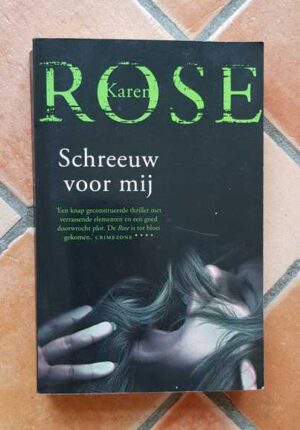 Karen
ROSE
Schreeuw
voor mij
'Een knap geconstrueerde thriller met
verrassende elementen en een goed
doorwrocht plot. De Rose is tot bloei
gekomen.' CRIMEZONE ****